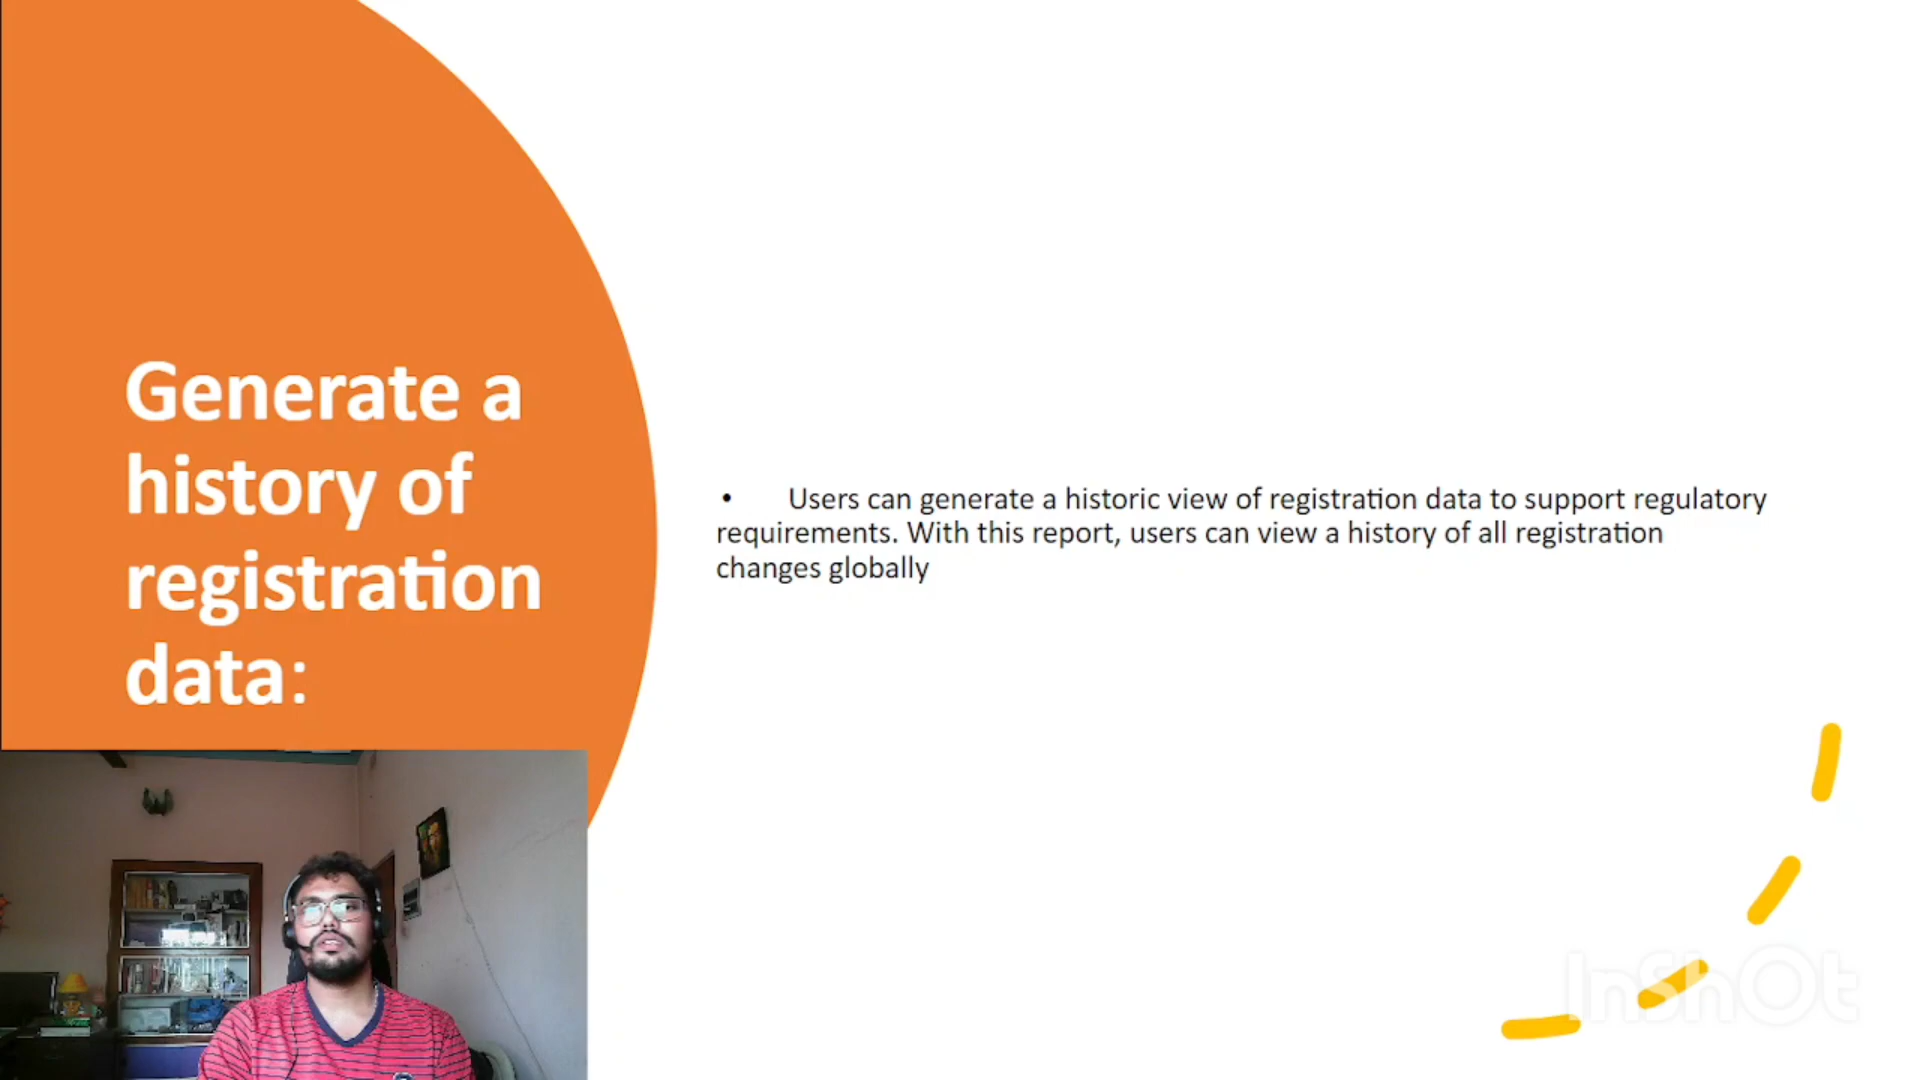 Generate a
history of
registration
data:
• Users can generate a historic view of registration data to support regulatory
requirements. With this report, users can view a history of all registration
changes globally
InShOt